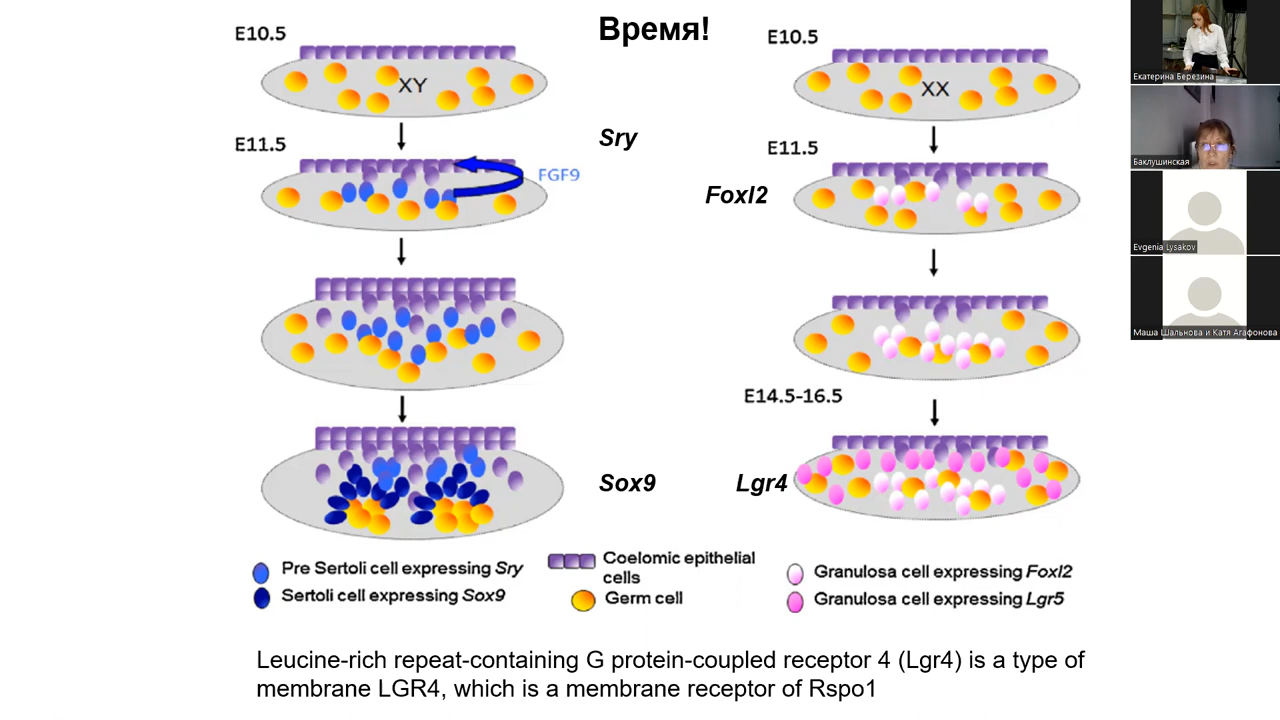 Время!
E10.5
XY
E10.5
XX
Sry
E11.5
FGF9
E11.5
Foxl2
E14.5-16.5
Sox9
Lgr4
Pre Sertoli cell expressing Sry
Sertoli cell expressing Sox9
Coelomic epithelial
cells
Germ cell
Granulosa cell expressing Foxl2
Granulosa cell expressing Lgr5
Leucine-rich repeat-containing G protein-coupled receptor 4 (Lgr4) is a type of
membrane LGR4, which is a membrane receptor of Rspo1
Екатерина Березина
Баклушинская
Evgenia Lysakov
Маша Шальнова и Катя Агафонова